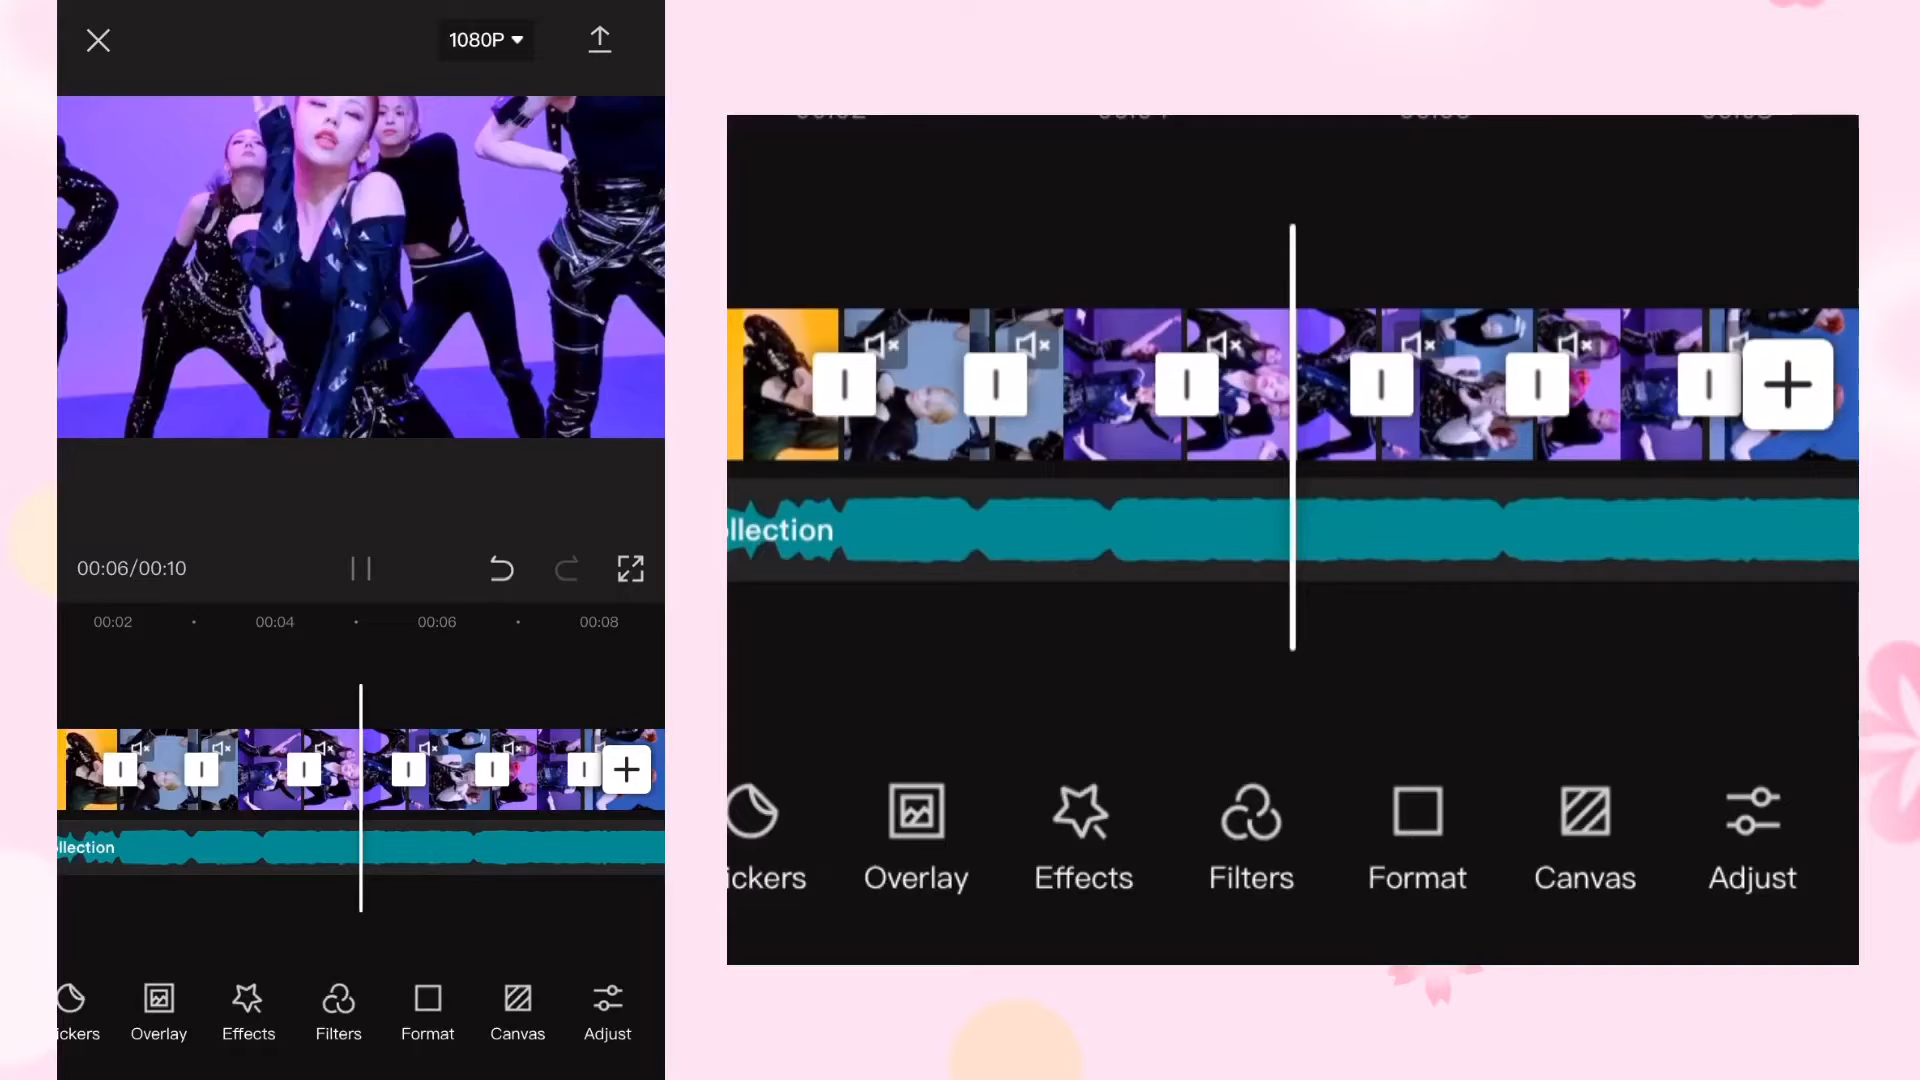 1080P
00:06/00:10
00:02 00:04 00:06 00:08
llection
ickers Overlay Effects Filters Format Canvas Adjust
llection
ickers Overlay Effects Filters Format Canvas Adjust